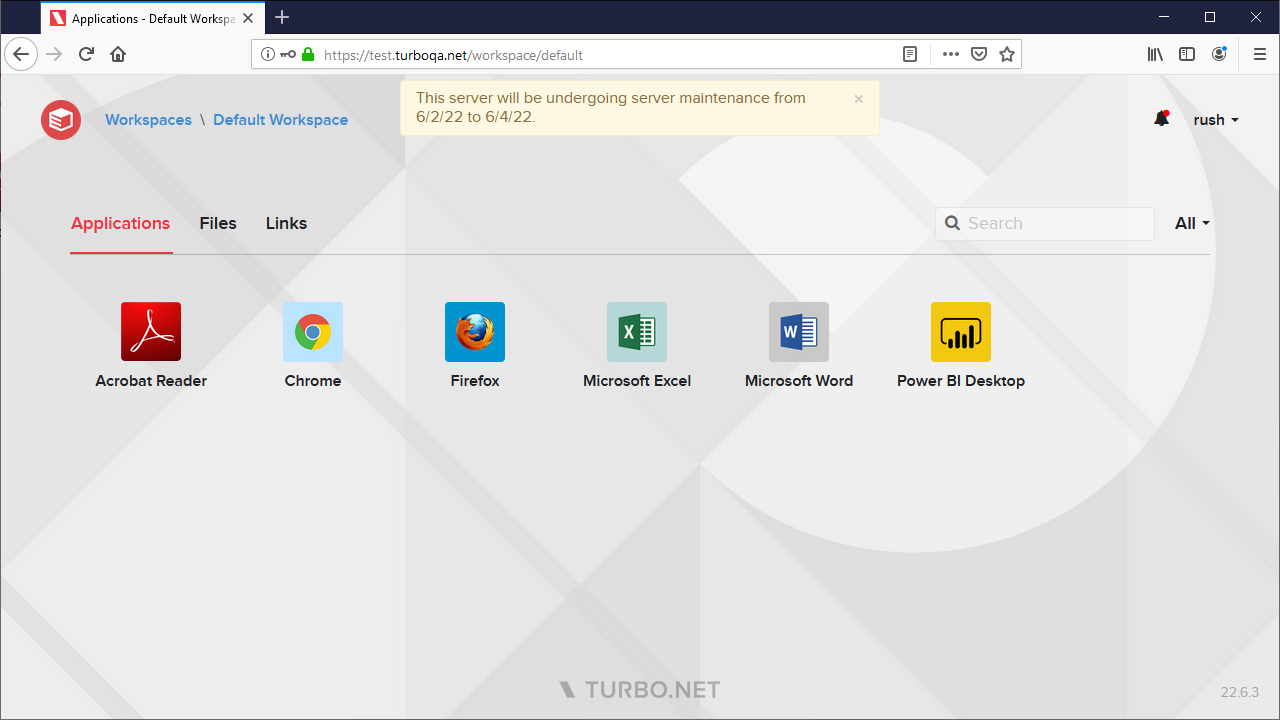 Applications - Default Workspa
https://test.turboqa.net/workspace/default
This server will be undergoing server maintenance from
6/2/22 to 6/4/22.
×
Workspaces \ Default Workspace
rush
Applications
Files
Links
Search
All
Acrobat Reader
Chrome
Firefox
Microsoft Excel
Microsoft Word
Power BI Desktop
TURBO.NET
22.6.3